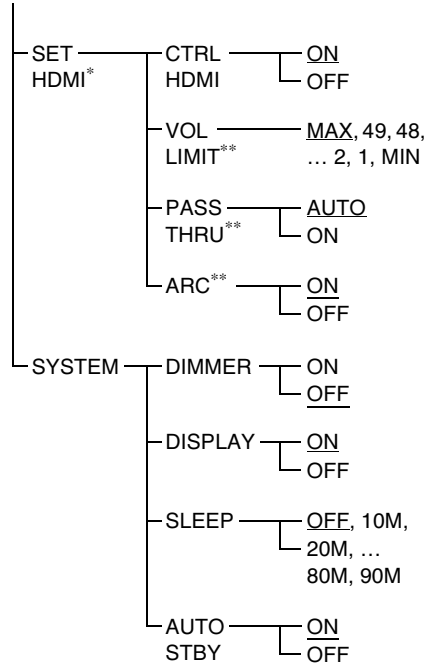 SET
HDMI*
CTRL
HDMI
ON
OFF
VOL
LIMIT**
MAX, 49, 48,
… 2, 1, MIN
PASS
THRU**
AUTO
ON
ARC**
ON
OFF
SYSTEM
DIMMER
ON
OFF
DISPLAY
ON
OFF
SLEEP
OFF, 10M,
20M, …
80M, 90M
AUTO
STBY
ON
OFF